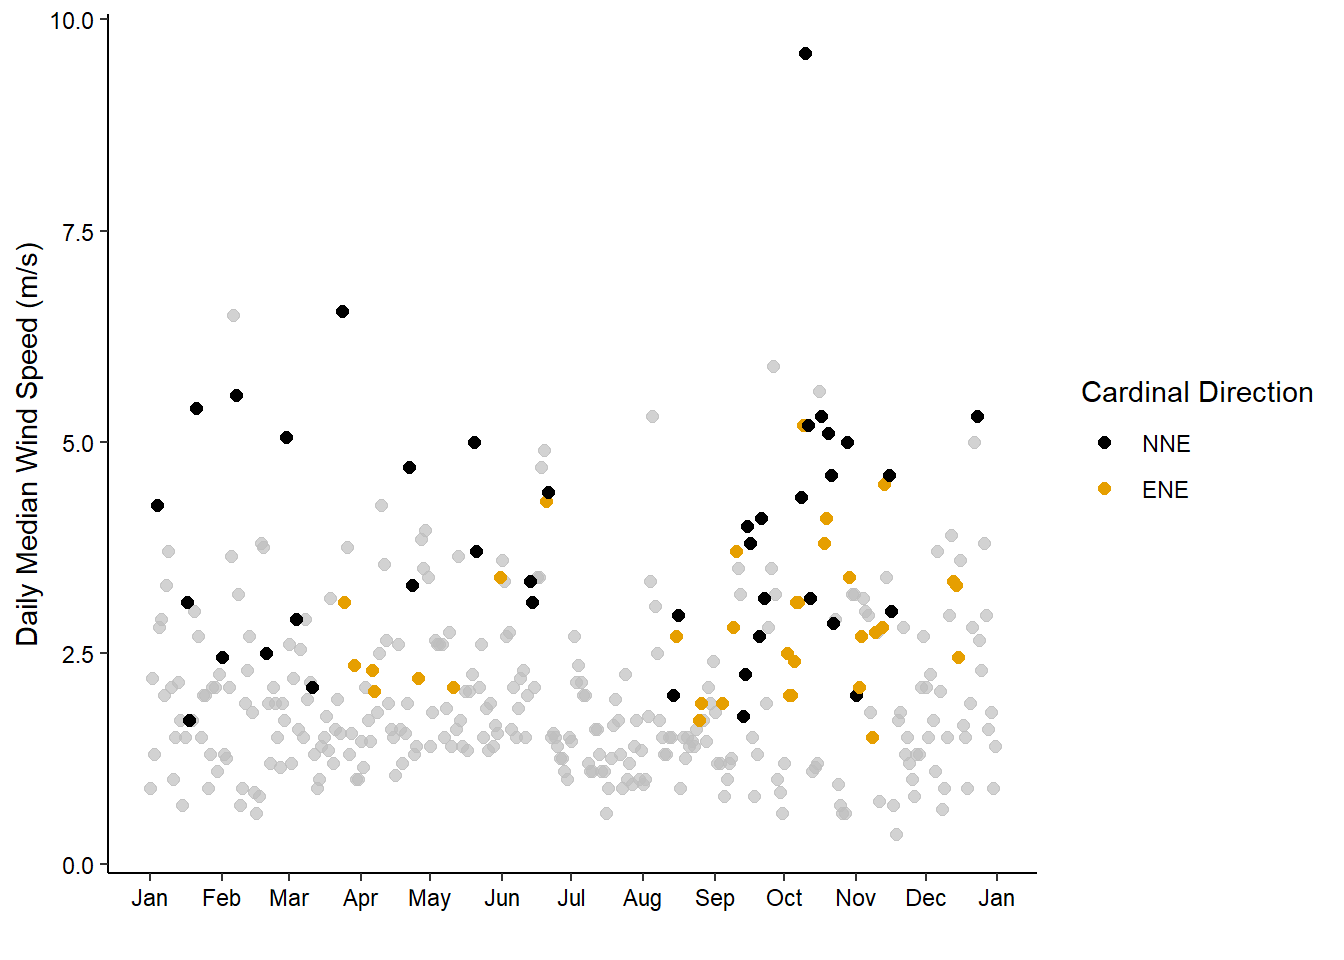 10.0
7.5
5.0
2.5
0.0
Daily Median Wind Speed (m/s)
Jan Feb Mar Apr May Jun Jul Aug Sep Oct Nov Dec Jan
Cardinal Direction
NNE
ENE